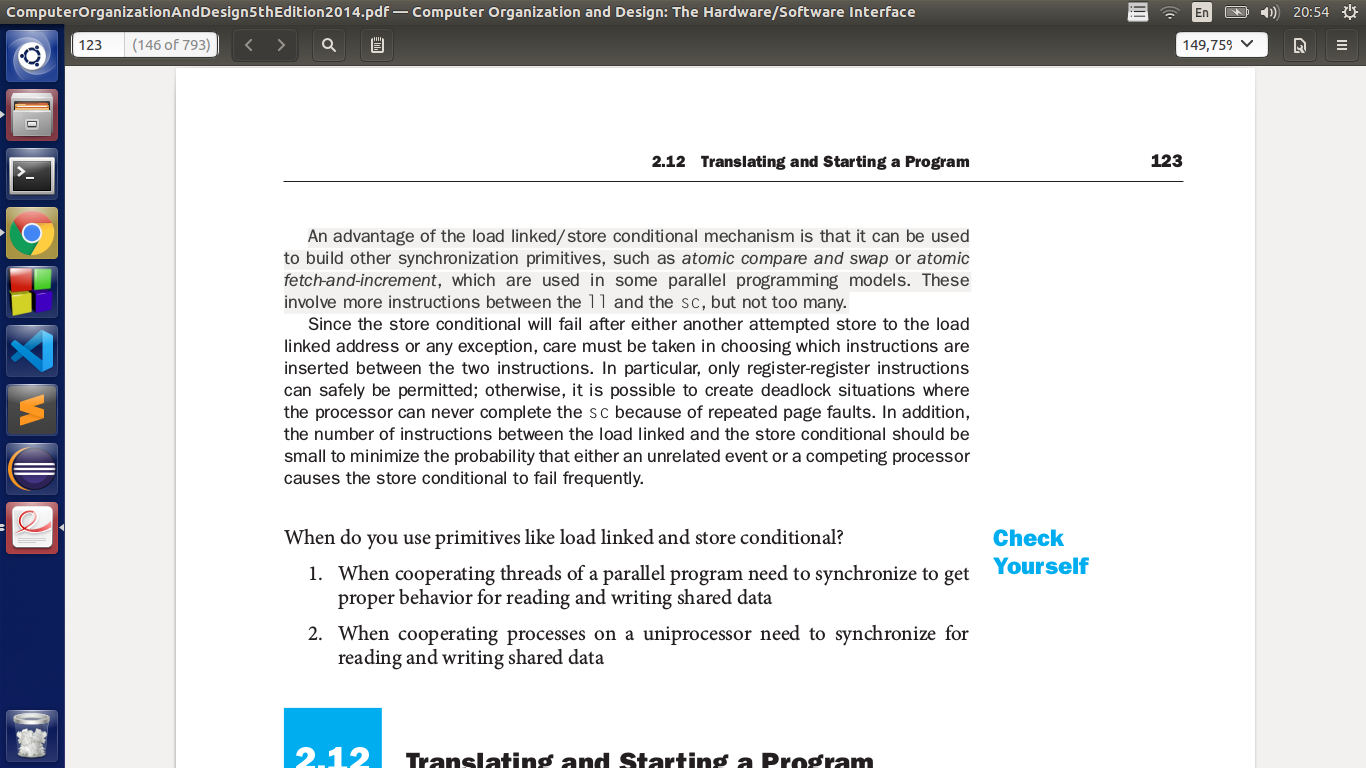 ComputerOrganizationAndDesign5thEdition2014.pdf — Computer Organization and Design: The Hardware/Software Interface
En
20:54
123
(146 of 793)
149,75%
2.12 Translating and Starting a Program
123
An advantage of the load linked/store conditional mechanism is that it can be used
to build other synchronization primitives, such as atomic compare and swap or atomic
fetch-and-increment, which are used in some parallel programming models. These
involve more instructions between the ll and the sc, but not too many.
Since the store conditional will fail after either another attempted store to the load
linked address or any exception, care must be taken in choosing which instructions are
inserted between the two instructions. In particular, only register-register instructions
can safely be permitted; otherwise, it is possible to create deadlock situations where
the processor can never complete the sc because of repeated page faults. In addition,
the number of instructions between the load linked and the store conditional should be
small to minimize the probability that either an unrelated event or a competing processor
causes the store conditional to fail frequently.
When do you use primitives like load linked and store conditional?
1. When cooperating threads of a parallel program need to synchronize to get
proper behavior for reading and writing shared data
2. When cooperating processes on a uniprocessor need to synchronize for
reading and writing shared data
Check
Yourself
2.12 Translating and Starting a Program